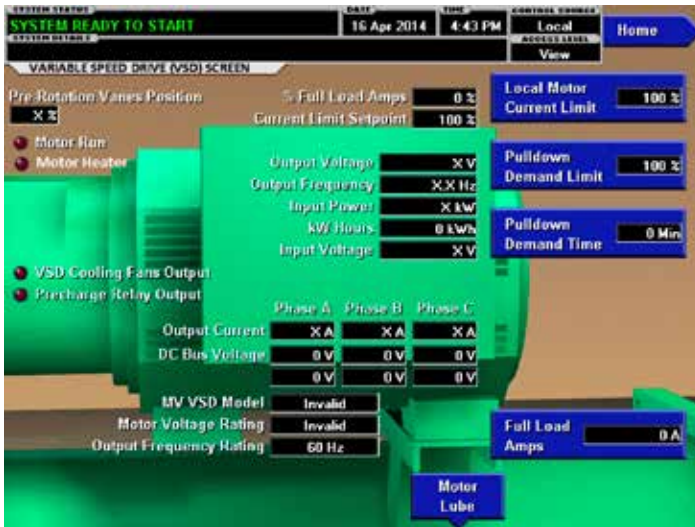 SYSTEM STATUS
SYSTEM READY TO START
SYSTEM DETAILS
DATE
16 Apr 2014
TIME
4:43 PM
CONTROL SOURCE
Local
ACCESS LEVEL
View
Home
VARIABLE SPEED DRIVE (VSD) SCREEN
Pre-Rotation Vanes Position
X %
Motor Run
Motor Heater
% Full Load Amps 0 %
Current Limit Setpoint 100 %
Local Motor Current Limit 100 %
Output Voltage X V
Output Frequency X.X Hz
Input Power X kW
kW Hours 0 kWh
Input Voltage X V
Pulldown Demand Limit 100 %
Pulldown Demand Time 0 Min
VSD Cooling Fans Output
Precharge Relay Output
Phase A Phase B Phase C
Output Current X A X A X A
DC Bus Voltage 0 V 0 V 0 V
0 V 0 V 0 V
MV VSD Model Invalid
Motor Voltage Rating Invalid
Output Frequency Rating 60 Hz
Full Load Amps 0 A
Motor Lube